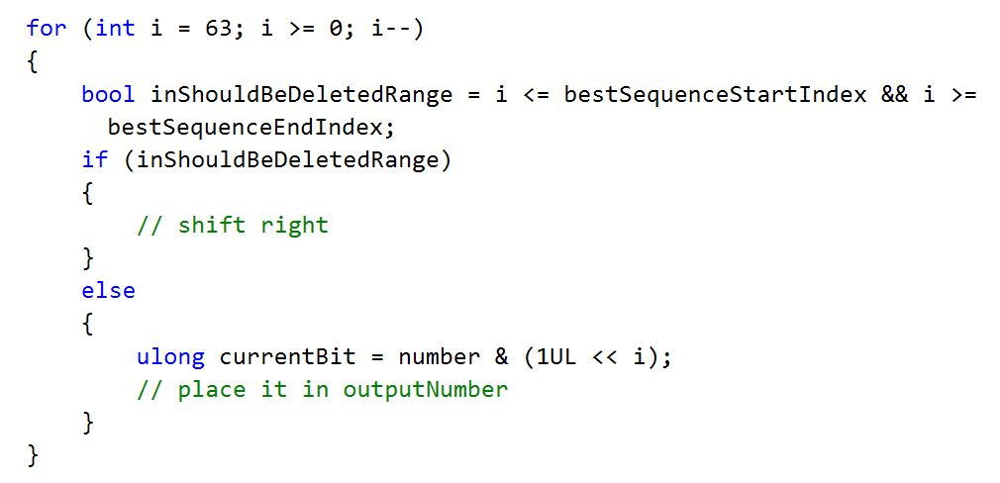 for (int i = 63; i >= 0; i--)
{
    bool inShouldBeDeletedRange = i <= bestSequenceStartIndex && i >=
      bestSequenceEndIndex;
    if (inShouldBeDeletedRange)
    {
        // shift right
    }
    else
    {
        ulong currentBit = number & (1UL << i);
        // place it in outputNumber
    }
}